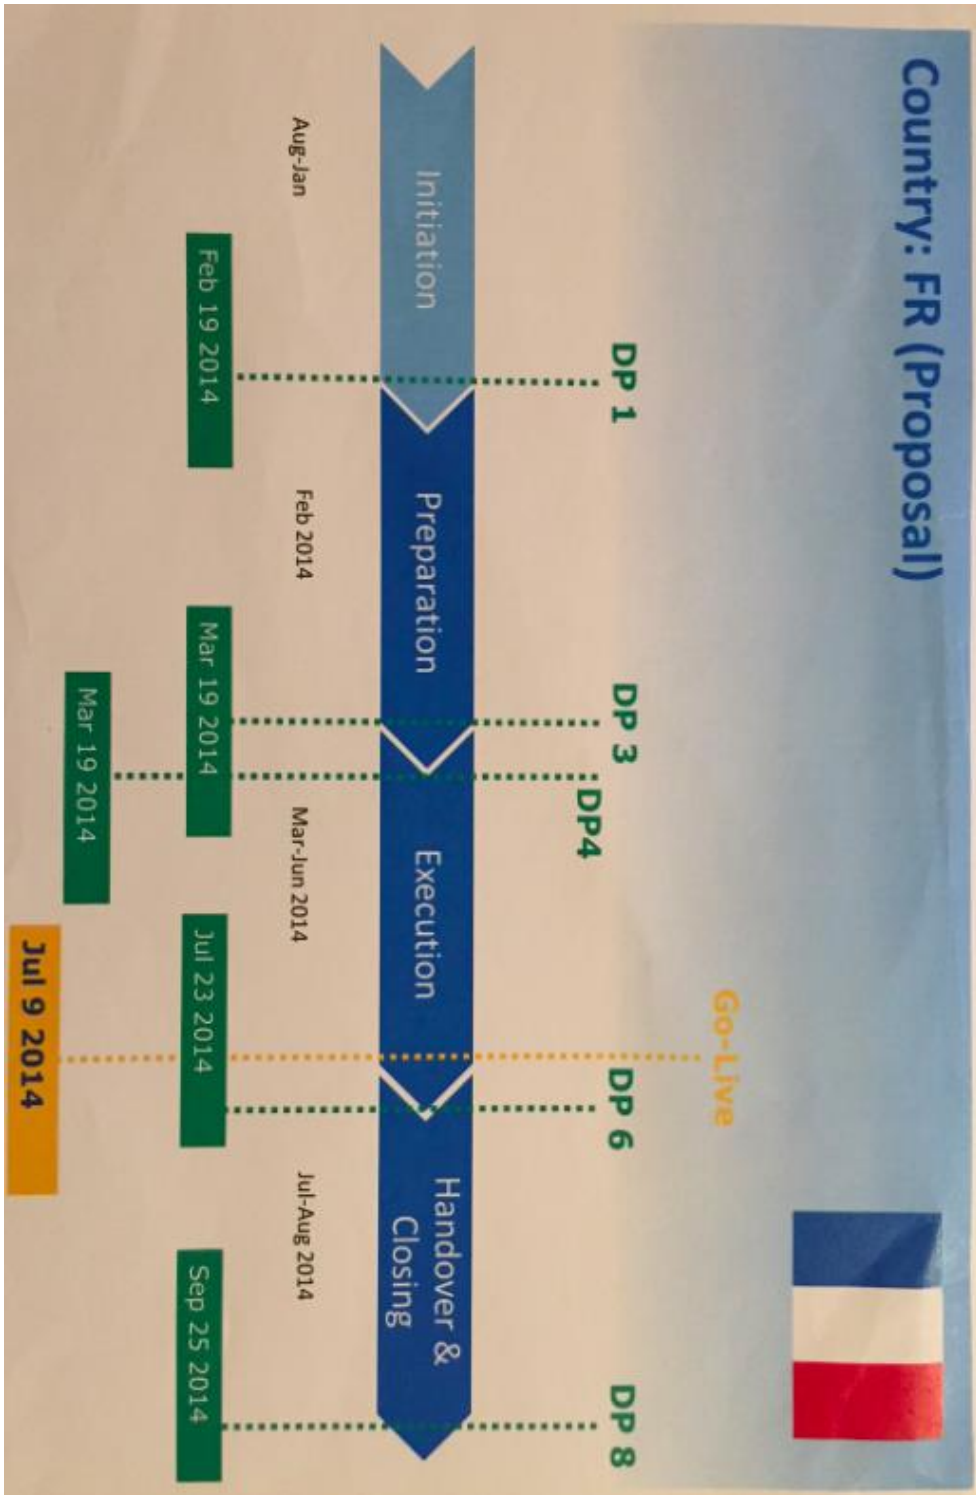 Country: FR (Proposal)
Go-Live
DP 1
DP 3
DP4
DP 6
DP 8
Initiation
Preparation
Execution
Handover &
Closing
Aug-Jan
Feb 2014
Mar-Jun 2014
Jul-Aug 2014
Feb 19 2014
Mar 19 2014
Jul 23 2014
Sep 25 2014
Mar 19 2014
Jul 9 2014